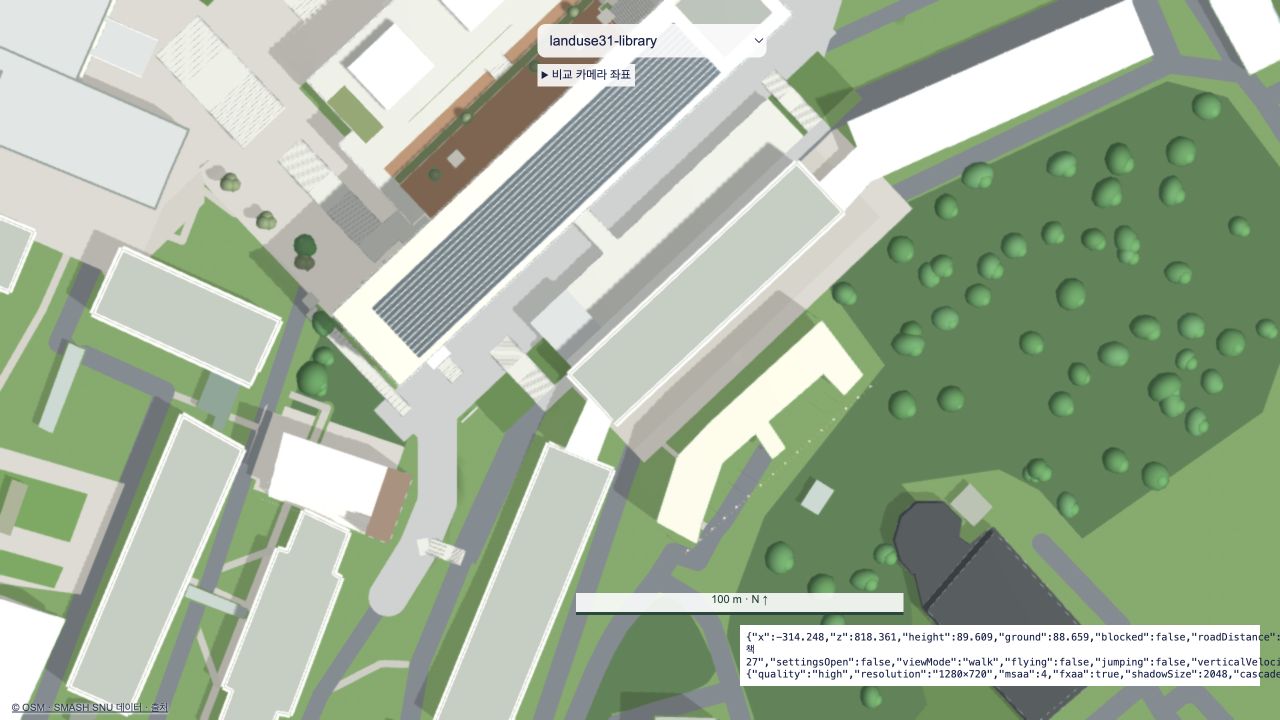 landuse31-library
▶ 비교 카메라 좌표
100 m · N ↑
{"x":−314.248,"z":818.361,"height":89.609,"ground":88.659,"blocked":false,"roadDistance":
책
27","settingsOpen":false,"viewMode":"walk","flying":false,"jumping":false,"verticalVeloci
{"quality":"high","resolution":"1280×720","msaa":4,"fxaa":true,"shadowSize":2048,"cascade
© OSM · SMASH SNU 데이터 · 출처